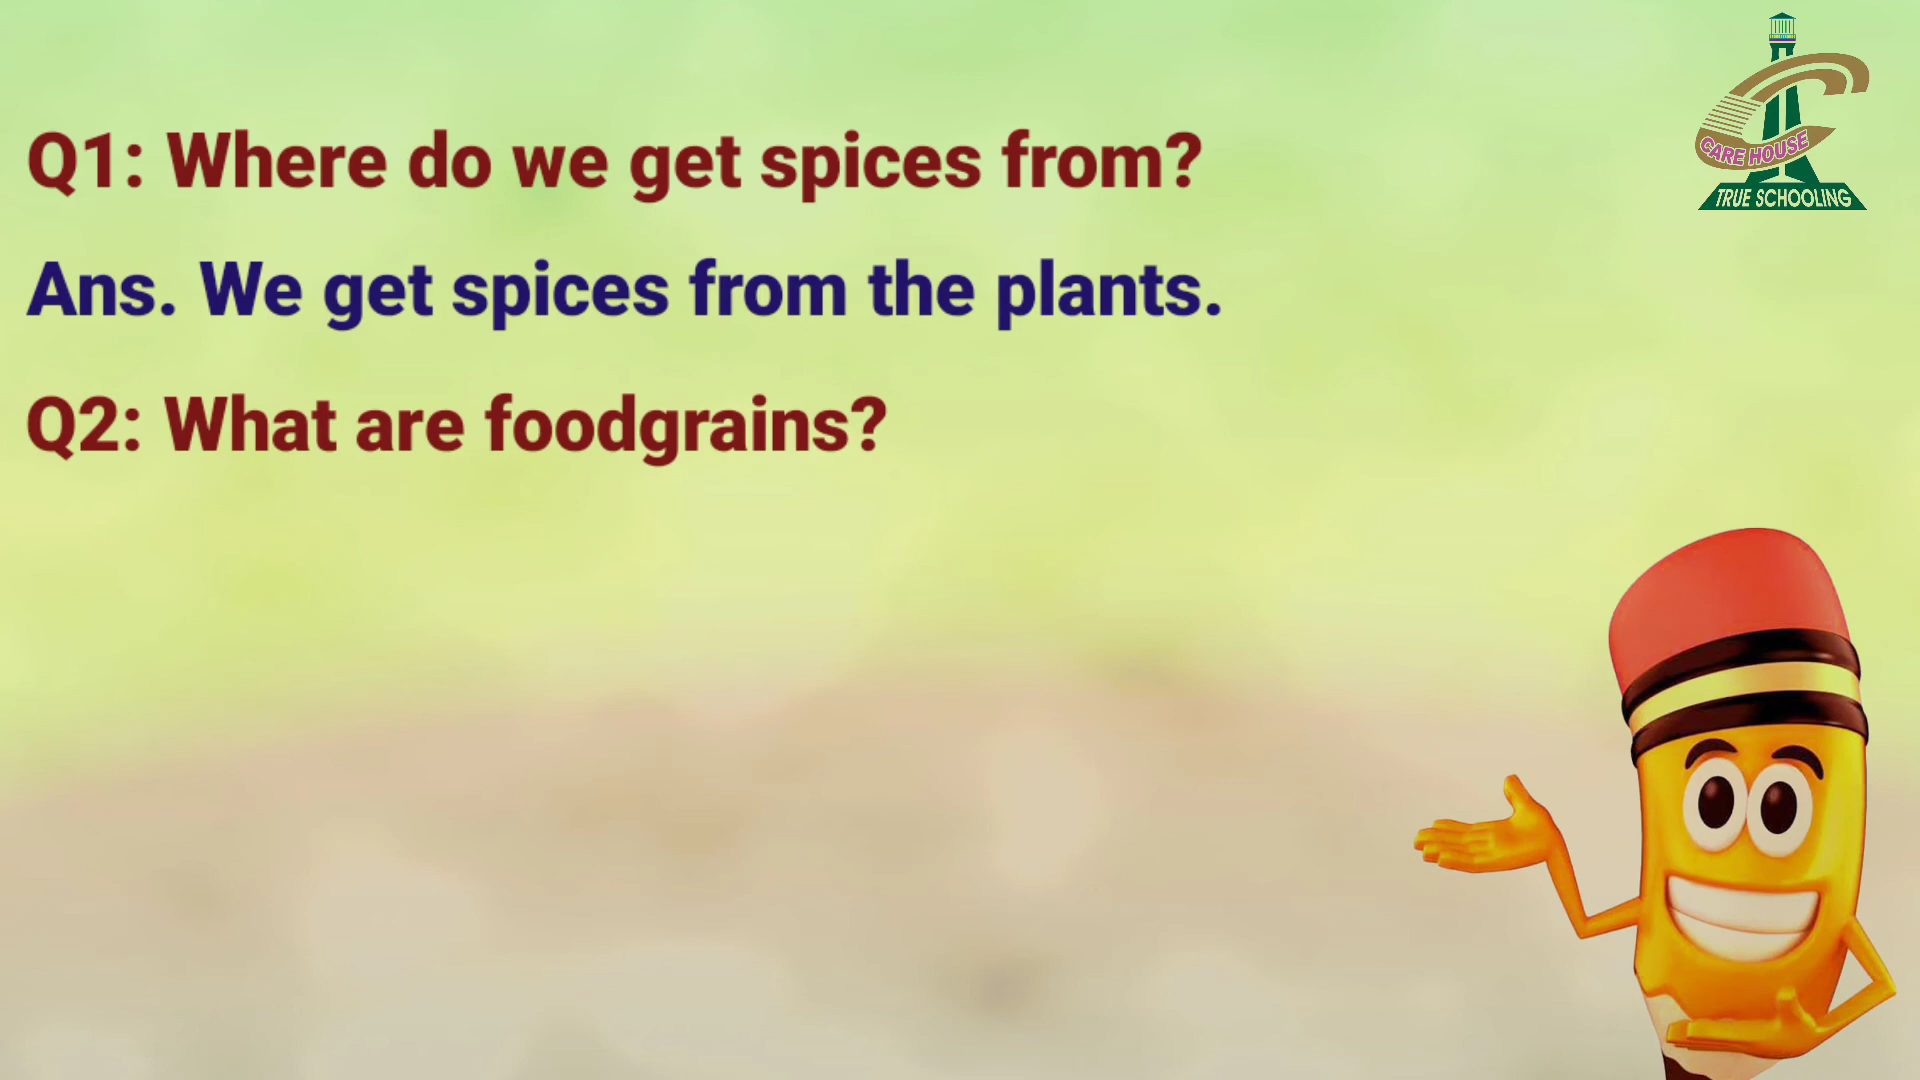 CARE HOUSE
TRUE SCHOOLING
Q1: Where do we get spices from?
Ans. We get spices from the plants.
Q2: What are foodgrains?